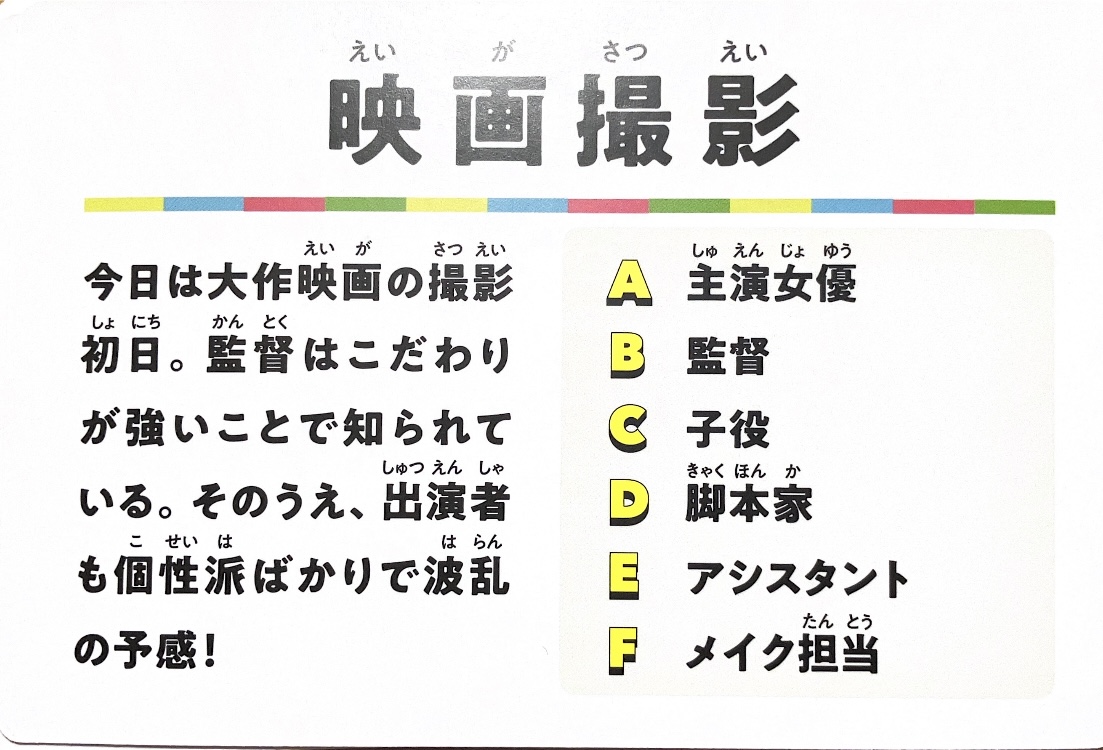 えい が さつ えい
映画撮影
えい が さつ えい
今日は大作映画の撮影
しょ にち かん とく
初日。監督はこだわり
が強いことで知られて
しゅつ えん しゃ
いる。そのうえ、出演者
こ せい は は らん
も個性派ばかりで波乱
の予感!
しゅ えん じょ ゆう
A 主演女優
B 監督
C 子役
きゃく ほん か
D 脚本家
E アシスタント
たん とう
F メイク担当